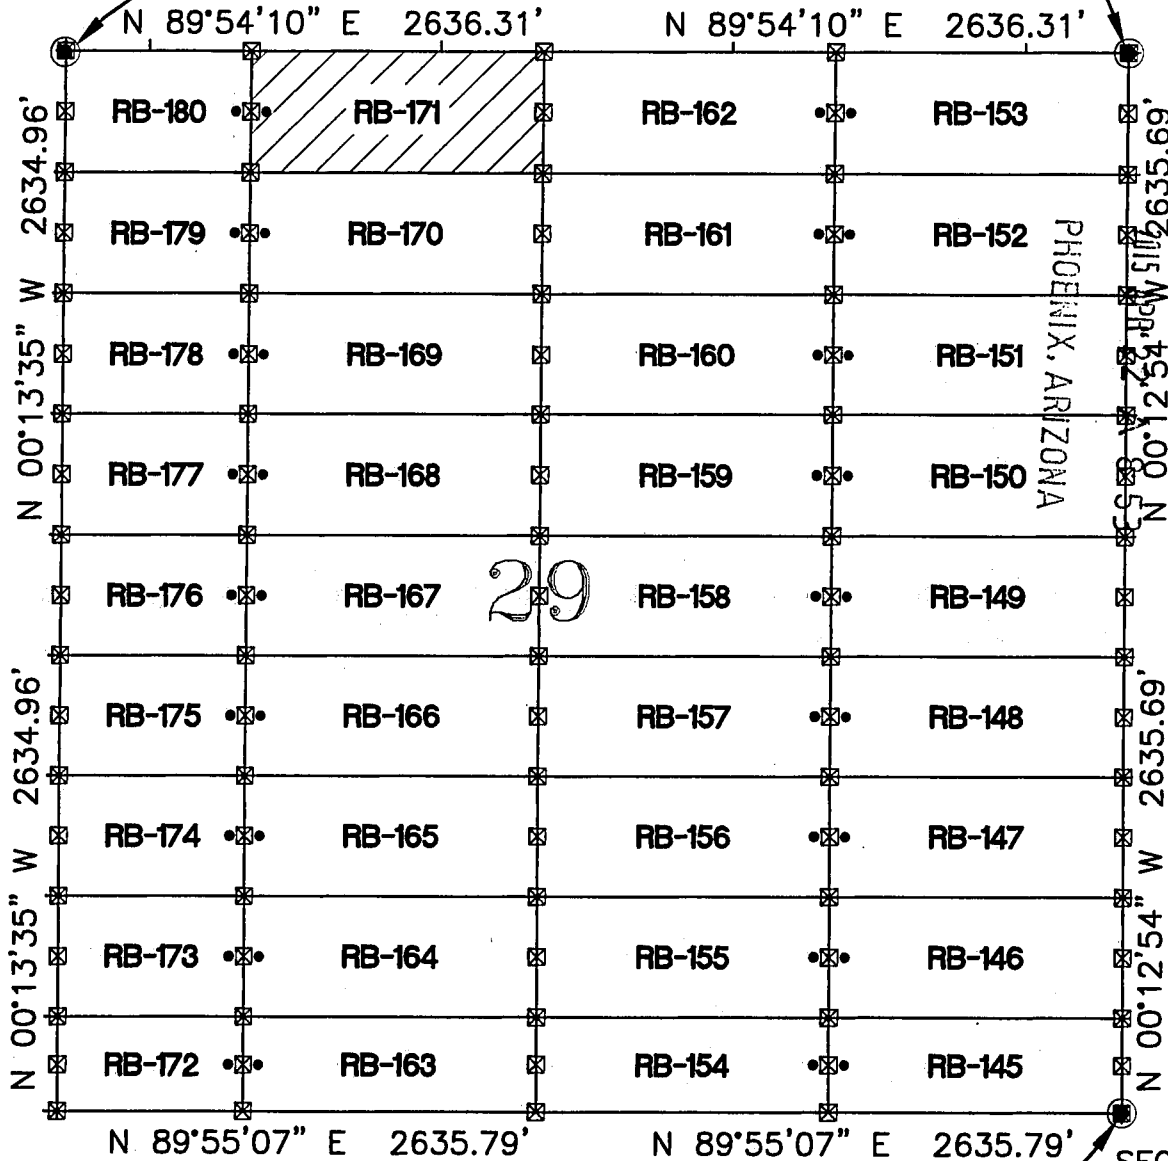 N 89°54'10" E 2636.31' N 89°54'10" E 2636.31'
RB-180 RB-171 RB-162 RB-153
RB-179 RB-170 RB-161 RB-152
RB-178 RB-169 RB-160 RB-151
RB-177 RB-168 RB-159 RB-150
RB-176 RB-167 29 RB-158 RB-149
RB-175 RB-166 RB-157 RB-148
RB-174 RB-165 RB-156 RB-147
RB-173 RB-164 RB-155 RB-146
RB-172 RB-163 RB-154 RB-145
N 89°55'07" E 2635.79' N 89°55'07" E 2635.79'
N 00°13'35" W 2634.96'
N 00°13'35" W 2634.96'
N 00°12'54" W 2635.69'
N 00°12'54" W 2635.69'
PHOENIX, ARIZONA